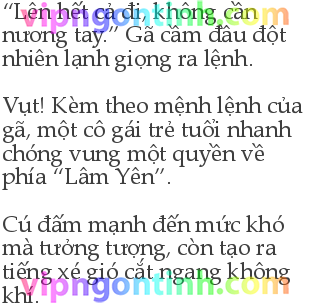 “Lên hết cả đi, không cần
nương tay.” Gã cầm đầu đột
nhiên lạnh giọng ra lệnh.
Vụt! Kèm theo mệnh lệnh của
gã, một cô gái trẻ tuổi nhanh
chóng vung một quyền về
phía “Lâm Yên”.
Cú đấm mạnh đến mức khó
mà tưởng tượng, còn tạo ra
tiếng xé gió cắt ngang không
khí.
vipngontinh.com
vipngontinh.com